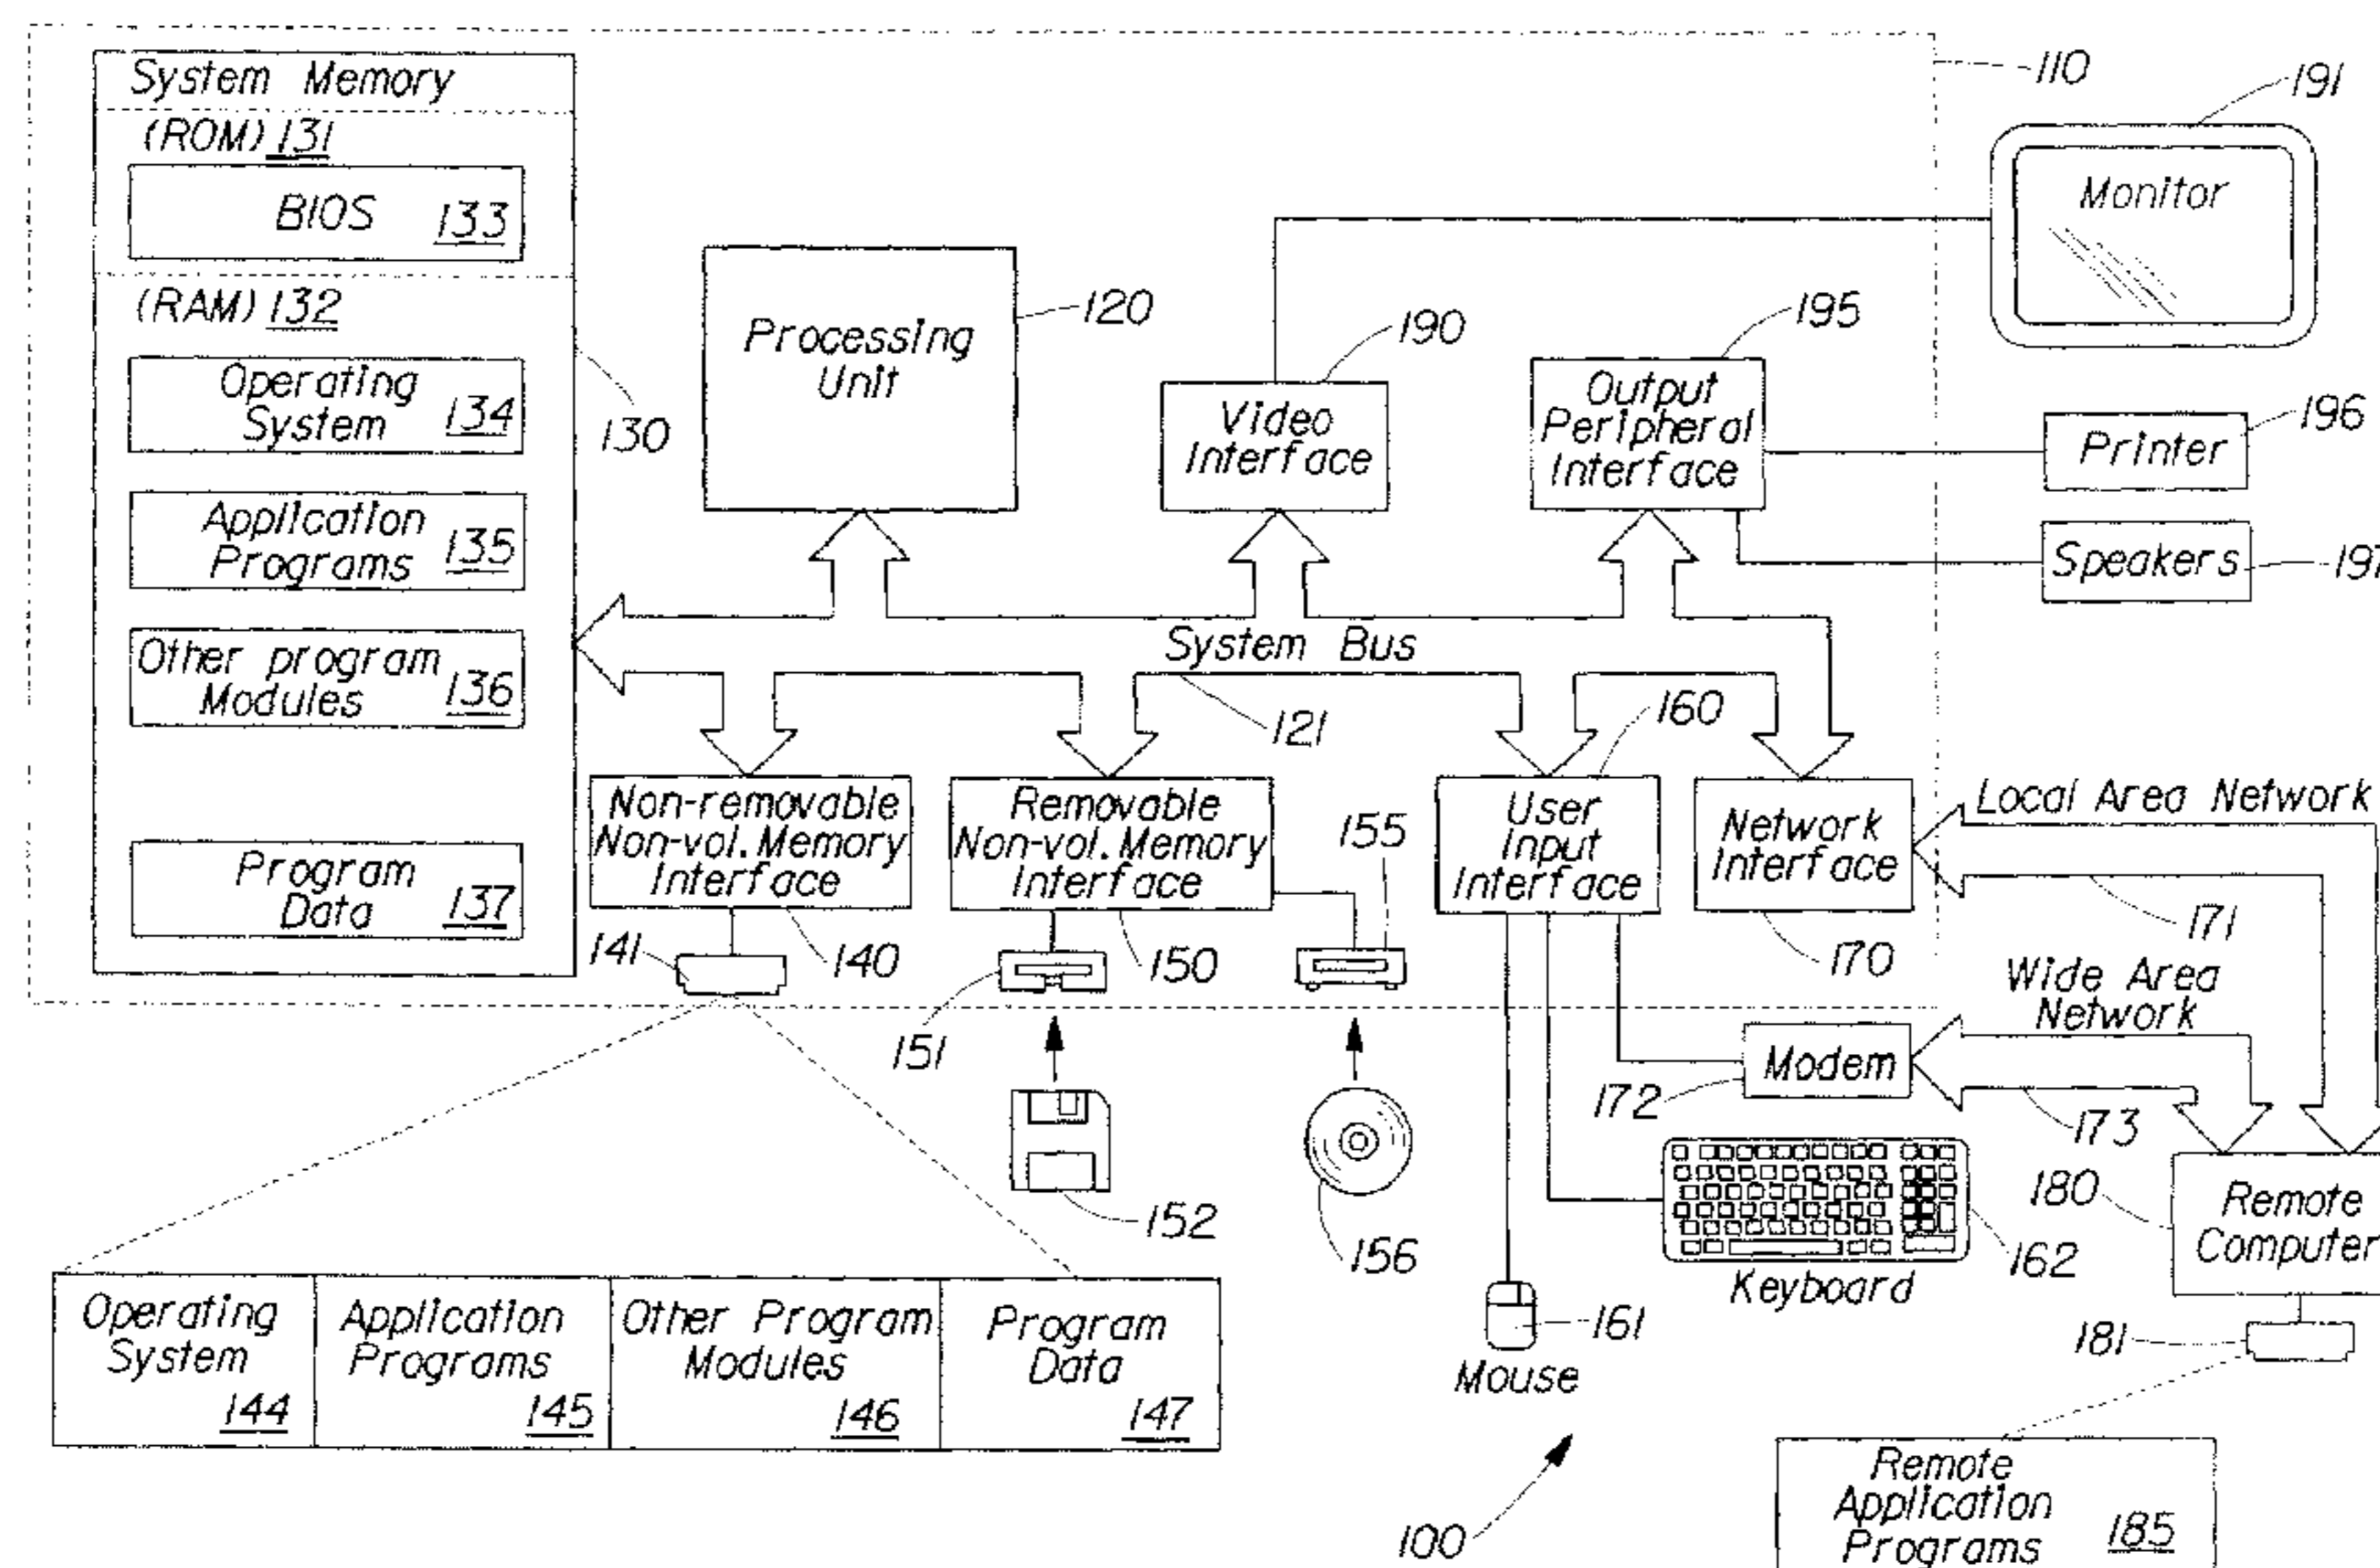 System Memory
(ROM) 131
BIOS 133
(RAM) 132
Operating
System 134
Application
Programs 135
Other program
Modules 136
Program
Data 137
130
Processing
Unit
120
Video
Interface
190
Output
Peripheral
Interface
195
110
191
Monitor
Printer
196
Speakers
System Bus
121
Non-removable
Non-vol. Memory
Interface
140
141
Removable
Non-vol. Memory
Interface
150
151
155
152
156
User
Input
Interface
160
Network
Interface
170
Local Area Network
171
Wide Area
Network
173
Modem
172
Keyboard
162
161
Mouse
180
Remote
Computer
181
Operating
System
144
Application
Programs
145
Other Program
Modules
146
Program
Data
147
100
Remote
Application
Programs 185